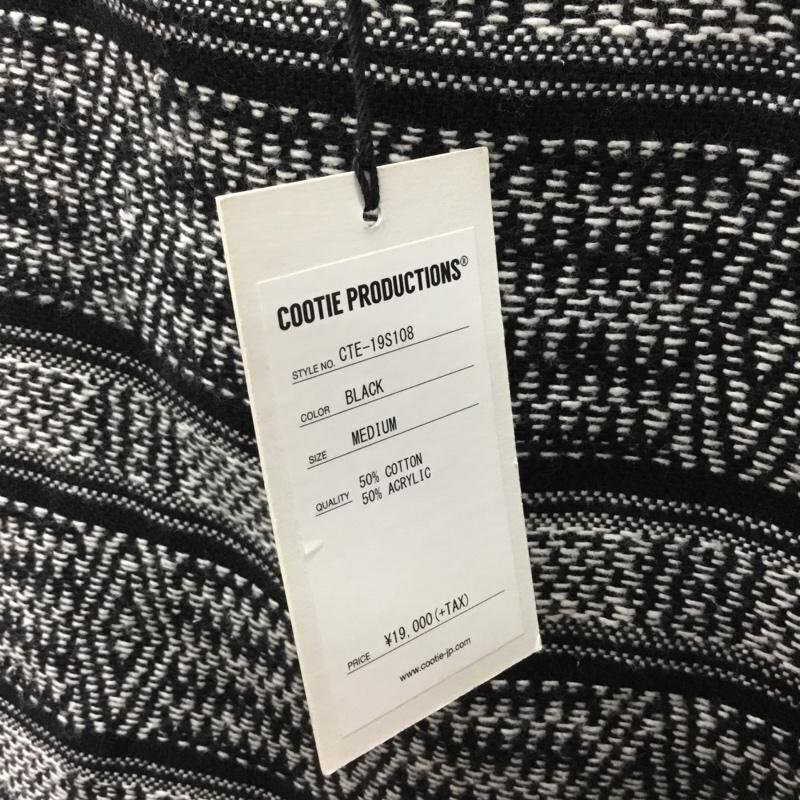 COOTIE PRODUCTIONS®
STYLE NO. CTE-19S108
COLOR BLACK
SIZE MEDIUM
QUALITY 50% COTTON
50% ACRYLIC
PRICE ¥19,000(+TAX)
www.cootie-jp.com